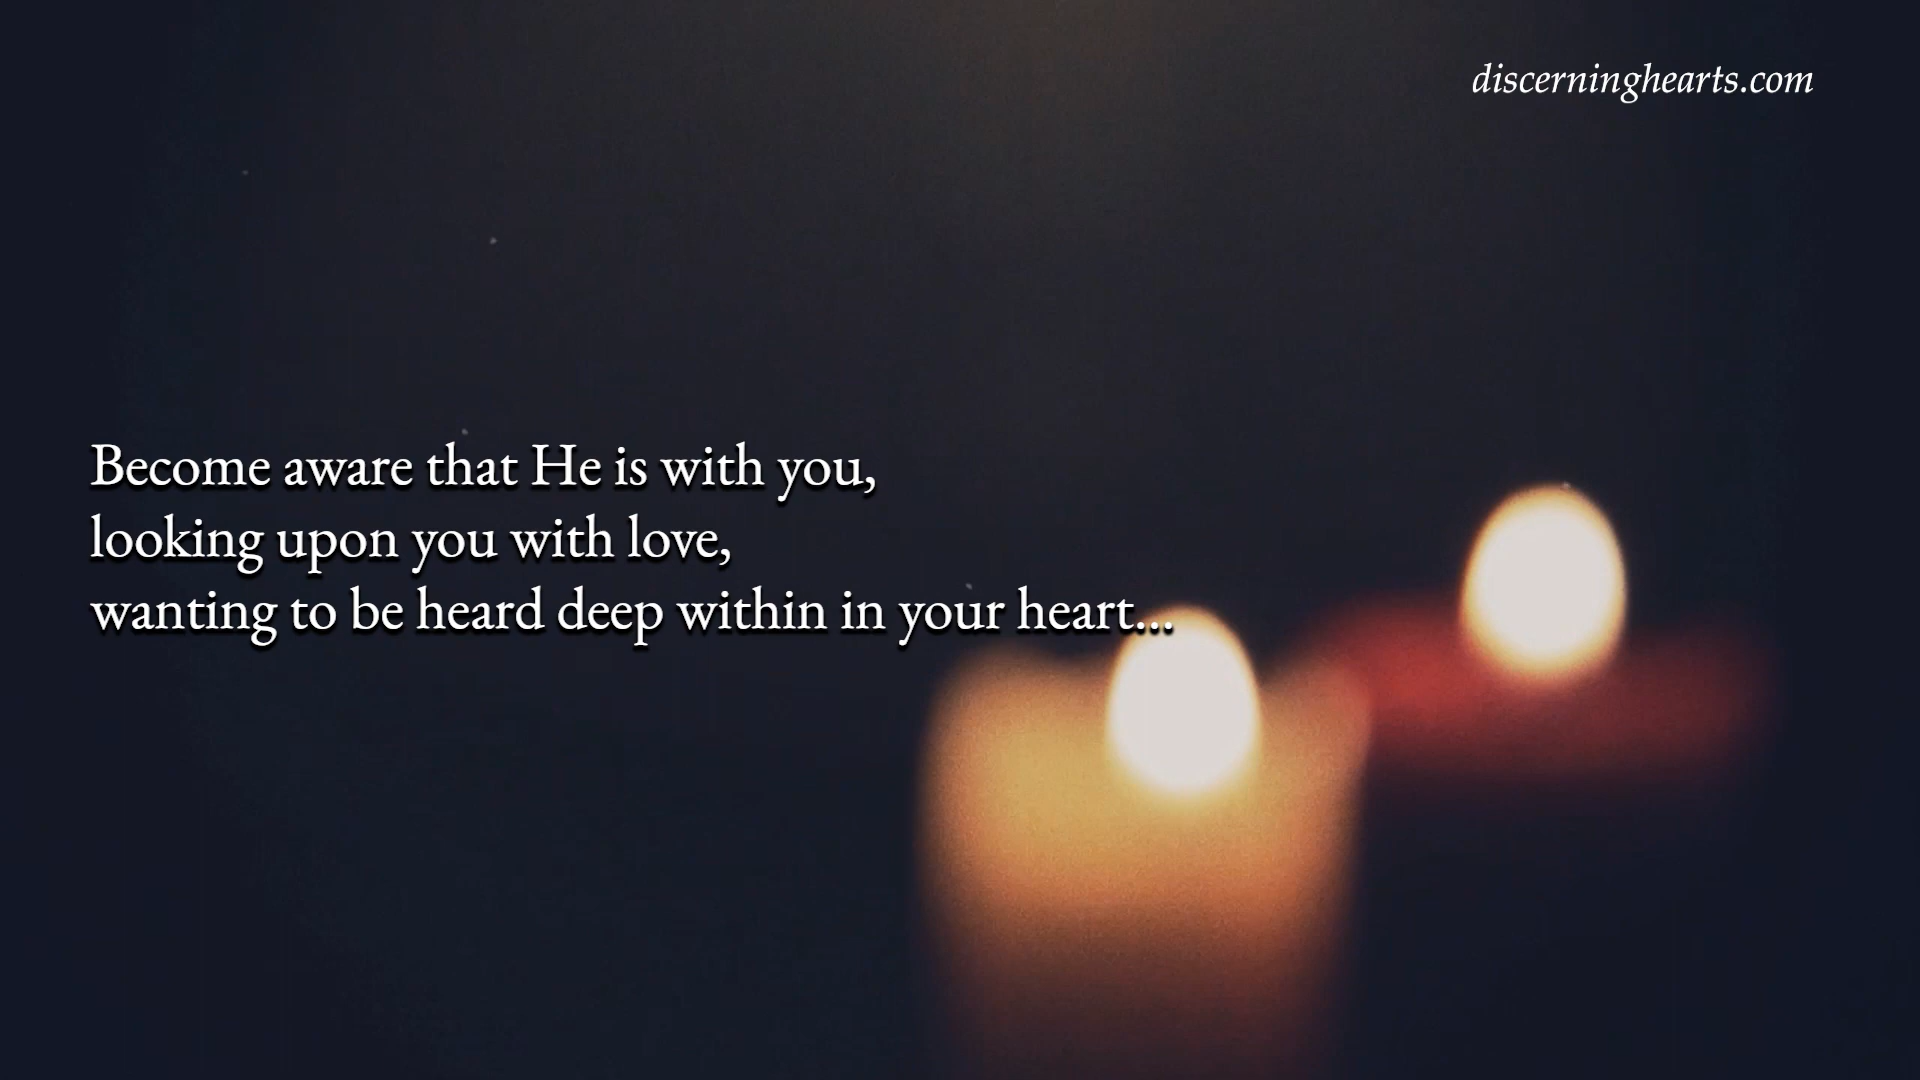 discerninghearts.com
Become aware that He is with you,
looking upon you with love,
wanting to be heard deep within in your heart...